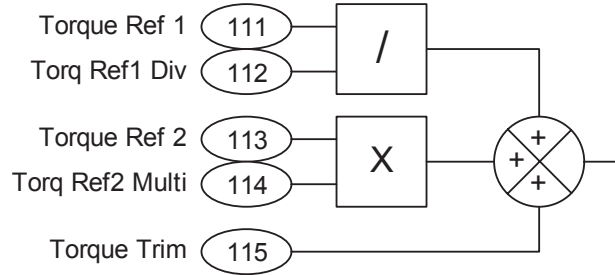 Torque Ref 1 111
Torq Ref1 Div 112
/
Torque Ref 2 113
Torq Ref2 Multi 114
X
+
+
+
Torque Trim 115